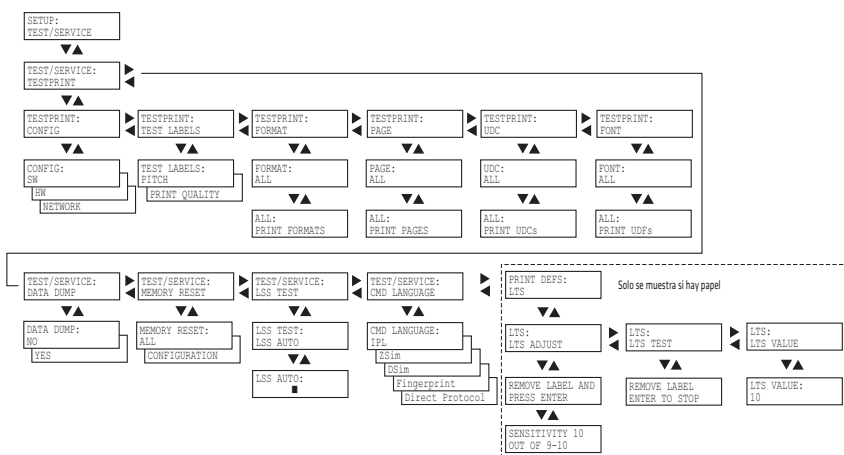 SETUP:
TEST/SERVICE
TEST/SERVICE:
TESTPRINT
TESTPRINT:
CONFIG
TESTPRINT:
TEST LABELS
TESTPRINT:
FORMAT
TESTPRINT:
PAGE
TESTPRINT:
UDC
TESTPRINT:
FONT
CONFIG:
SW
HW
NETWORK
TEST LABELS:
PITCH
PRINT QUALITY
FORMAT:
ALL
PAGE:
ALL
UDC:
ALL
FONT:
ALL
ALL:
PRINT FORMATS
ALL:
PRINT PAGES
ALL:
PRINT UDCs
ALL:
PRINT UDFs
TEST/SERVICE:
DATA DUMP
TEST/SERVICE:
MEMORY RESET
TEST/SERVICE:
LSS TEST
TEST/SERVICE:
CMD LANGUAGE
PRINT DEFS:
LTS
Solo se muestra si hay papel
DATA DUMP:
NO
YES
MEMORY RESET:
ALL
CONFIGURATION
LSS TEST:
LSS AUTO
CMD LANGUAGE:
IPL
ZSim
DSim
Fingerprint
Direct Protocol
LTS:
LTS ADJUST
LTS:
LTS TEST
LTS:
LTS VALUE
LSS AUTO:
REMOVE LABEL AND
PRESS ENTER
REMOVE LABEL
ENTER TO STOP
LTS VALUE:
10
SENSITIVITY 10
OUT OF 9-10